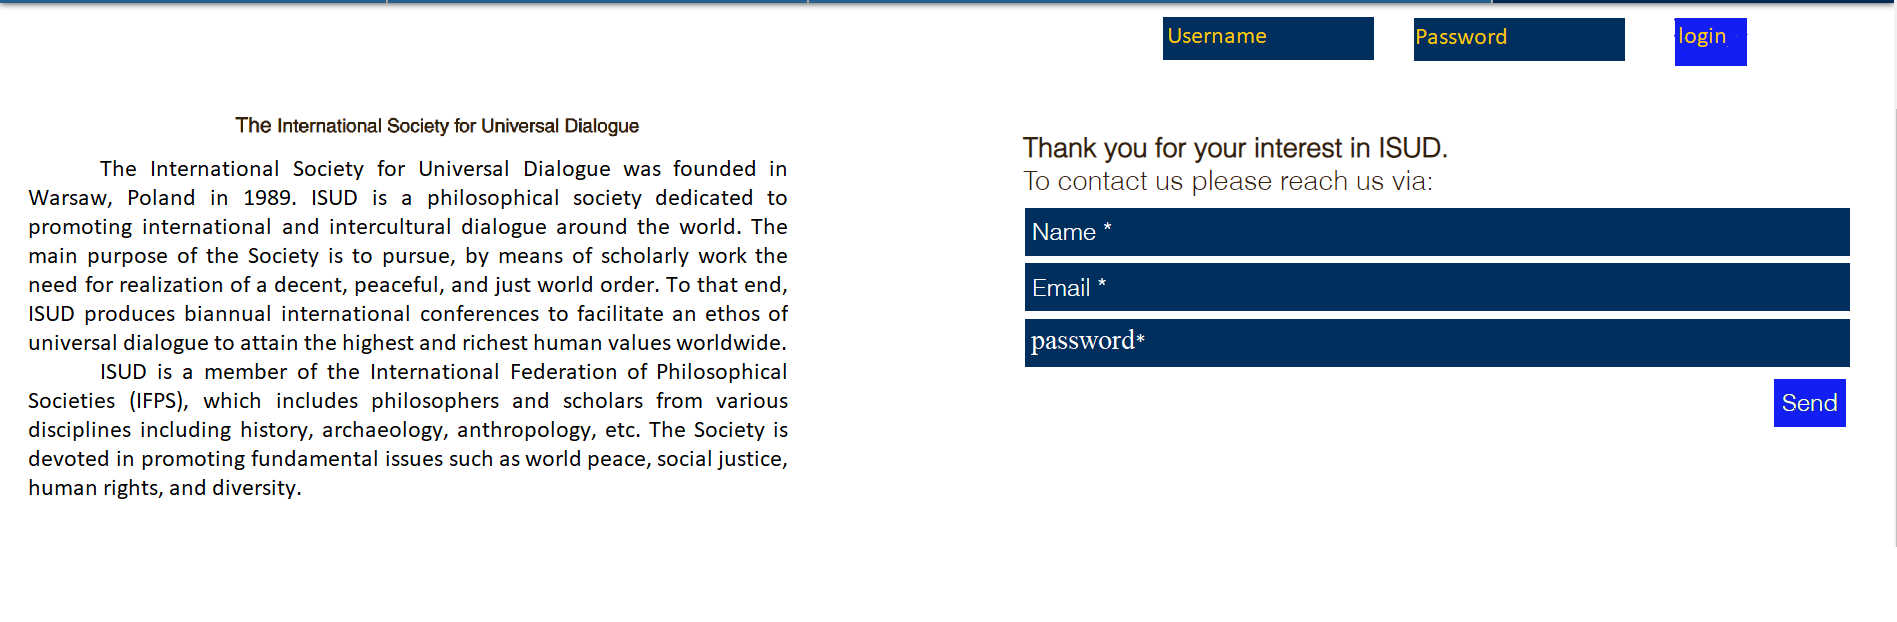 Username
Password
login
The International Society for Universal Dialogue
The International Society for Universal Dialogue was founded in
Warsaw, Poland in 1989. ISUD is a philosophical society dedicated to
promoting international and intercultural dialogue around the world. The
main purpose of the Society is to pursue, by means of scholarly work the
need for realization of a decent, peaceful, and just world order. To that end,
ISUD produces biannual international conferences to facilitate an ethos of
universal dialogue to attain the highest and richest human values worldwide.
ISUD is a member of the International Federation of Philosophical
Societies (IFPS), which includes philosophers and scholars from various
disciplines including history, archaeology, anthropology, etc. The Society is
devoted in promoting fundamental issues such as world peace, social justice,
human rights, and diversity.
Thank you for your interest in ISUD.
To contact us please reach us via:
Name *
Email *
password*
Send